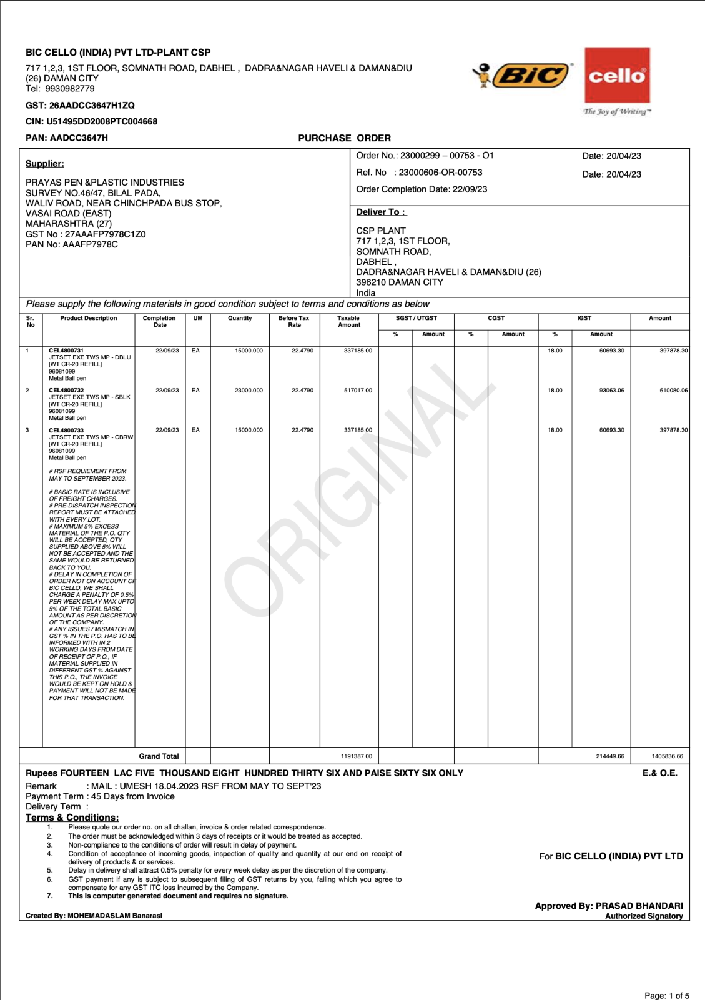 BIC CELLO (INDIA) PVT LTD-PLANT CSP
717 1,2,3, 1ST FLOOR, SOMNATH ROAD, DABHEL , DADRA&NAGAR HAVELI & DAMAN&DIU
(26) DAMAN CITY
Tel: 9930982779
GST: 26AADCC3647H1ZQ
CIN: U51495DD2008PTC004668
PAN: AADCC3647H
BiC
cello
The Joy of Writing™
PURCHASE ORDER
Supplier:
PRAYAS PEN &PLASTIC INDUSTRIES
SURVEY NO.46/47, BILAL PADA,
WALIV ROAD, NEAR CHINCHPADA BUS STOP,
VASAI ROAD (EAST)
MAHARASHTRA (27)
GST No : 27AAAFP7978C1Z0
PAN No: AAAFP7978C
Order No.: 23000299 – 00753 - O1 Date: 20/04/23
Ref. No : 23000606-OR-00753 Date: 20/04/23
Order Completion Date: 22/09/23
Deliver To :
CSP PLANT
717 1,2,3, 1ST FLOOR,
SOMNATH ROAD,
DABHEL ,
DADRA&NAGAR HAVELI & DAMAN&DIU (26)
396210 DAMAN CITY
India
Please supply the following materials in good condition subject to terms and conditions as below
Sr. No Product Description Completion Date UM Quantity Before Tax Rate Taxable Amount SGST / UTGST CGST IGST Amount
% Amount % Amount % Amount
1 CEL4800731 22/09/23 EA 15000.000 22.4790 337185.00 18.00 60693.30 397878.30
JETSET EXE TWS MP - DBLU
[WT CR-20 REFILL]
96081099
Metal Ball pen
2 CEL4800732 22/09/23 EA 23000.000 22.4790 517017.00 18.00 93063.06 610080.06
JETSET EXE TWS MP - SBLK
[WT CR-20 REFILL]
96081099
Metal Ball pen
3 CEL4800733 22/09/23 EA 15000.000 22.4790 337185.00 18.00 60693.30 397878.30
JETSET EXE TWS MP - CBRW
[WT CR-20 REFILL]
96081099
Metal Ball pen
# RSF REQUIEMENT FROM
MAY TO SEPTEMBER 2023.
# BASIC RATE IS INCLUSIVE
OF FREIGHT CHARGES.
# PRE-DISPATCH INSPECTION
REPORT MUST BE ATTACHED
WITH EVERY LOT.
# MAXIMUM 5% EXCESS
MATERIAL OF THE P.O. QTY
WILL BE ACCEPTED, QTY
SUPPLIED ABOVE 5% WILL
NOT BE ACCEPTED AND THE
SAME WOULD BE RETURNED
BACK TO YOU.
# DELAY IN COMPLETION OF
ORDER NOT ON ACCOUNT OF
BIC CELLO, WE SHALL
CHARGE A PENALTY OF 0.5%
PER WEEK DELAY MAX UPTO
5% OF THE TOTAL BASIC
AMOUNT AS PER DISCRETION
OF THE COMPANY.
# ANY ISSUES / MISMATCH IN
GST % IN THE P.O. HAS TO BE
INFORMED WITH IN 2
WORKING DAYS FROM DATE
OF RECEIPT OF P.O., IF
MATERIAL SUPPLIED IN
DIFFERENT GST % AGAINST
THIS P.O., THE INVOICE
WOULD BE KEPT ON HOLD &
PAYMENT WILL NOT BE MADE
FOR THAT TRANSACTION.
ORIGINAL
Grand Total 1191387.00 214449.66 1405836.66
Rupees FOURTEEN LAC FIVE THOUSAND EIGHT HUNDRED THIRTY SIX AND PAISE SIXTY SIX ONLY E.& O.E.
Remark : MAIL : UMESH 18.04.2023 RSF FROM MAY TO SEPT'23
Payment Term : 45 Days from Invoice
Delivery Term :
Terms & Conditions:
1. Please quote our order no. on all challan, invoice & order related correspondence.
2. The order must be acknowledged within 3 days of receipts or it would be treated as accepted.
3. Non-compliance to the conditions of order will result in delay of payment.
4. Condition of acceptance of incoming goods, inspection of quality and quantity at our end on receipt of
delivery of products & or services.
5. Delay in delivery shall attract 0.5% penalty for every week delay as per the discretion of the company.
6. GST payment if any is subject to subsequent filing of GST returns by you, failing which you agree to
compensate for any GST ITC loss incurred by the Company.
7. This is computer generated document and requires no signature.
For BIC CELLO (INDIA) PVT LTD
Approved By: PRASAD BHANDARI
Created By: MOHEMADASLAM Banarasi Authorized Signatory
Page: 1 of 5